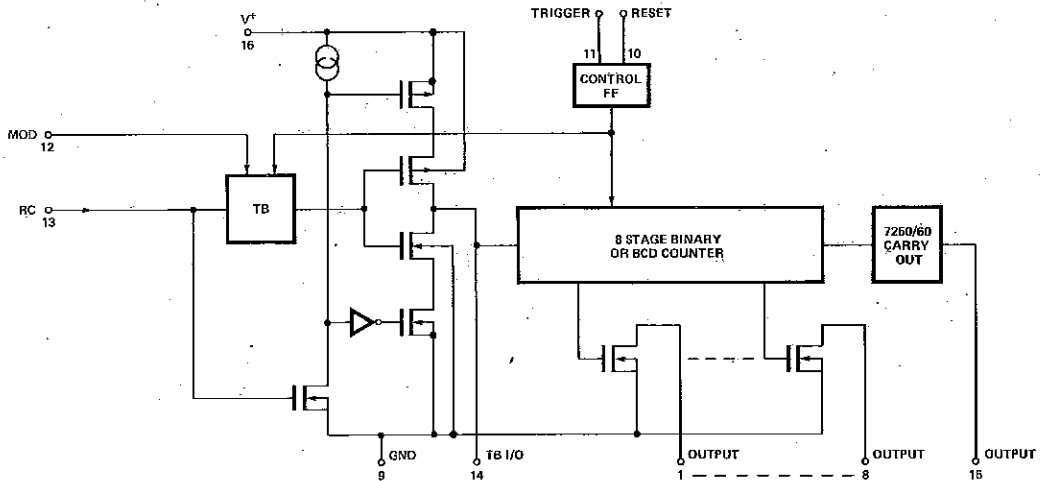 TRIGGER
RESET
V+
16
11
10
CONTROL
FF
MOD
12
RC
13
TB
8 STAGE BINARY
OR BCD COUNTER
7250/60
CARRY
OUT
GND
9
TB I/O
14
OUTPUT
1
OUTPUT
8
OUTPUT
15